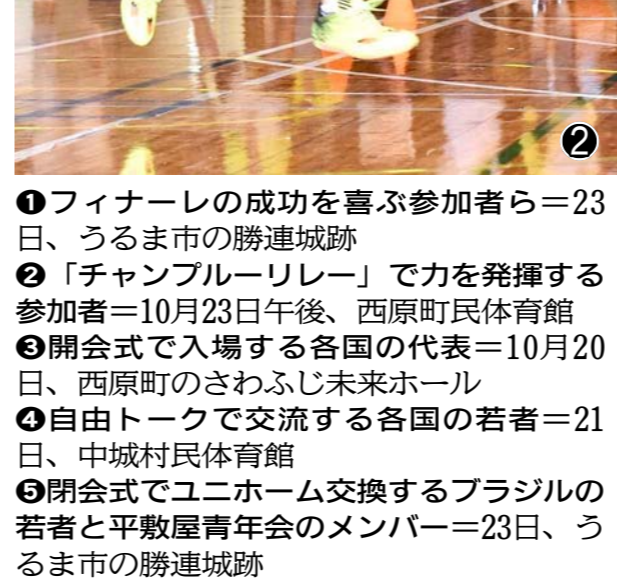 ❷
❶フィナーレの成功を喜ぶ参加者ら＝23
日、うるま市の勝連城跡
❷「チャンプルーリレー」で力を発揮する
参加者＝10月23日午後、西原町民体育館
❸開会式で入場する各国の代表＝10月20
日、西原町のさわふじ未来ホール
❹自由トークで交流する各国の若者＝21
日、中城村民体育館
❺閉会式でユニホーム交換するブラジルの
若者と平敷屋青年会のメンバー＝23日、う
るま市の勝連城跡